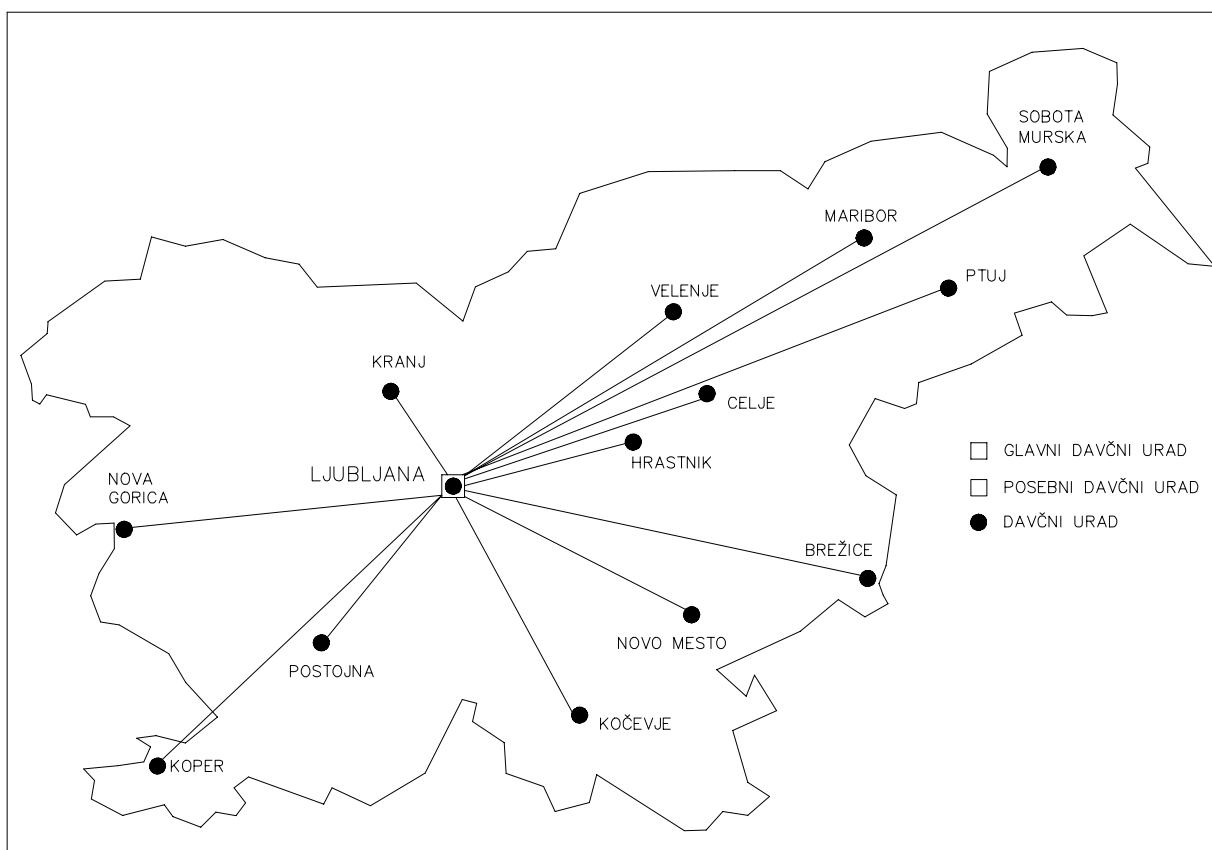 SOBOTA
MURSKA
MARIBOR
PTUJ
VELENJE
KRANJ
CELJE
HRASTNIK
LJUBLJANA
NOVA
GORICA
GLAVNI DAVČNI URAD
POSEBNI DAVČNI URAD
DAVČNI URAD
BREŽICE
NOVO MESTO
POSTOJNA
KOČEVJE
KOPER